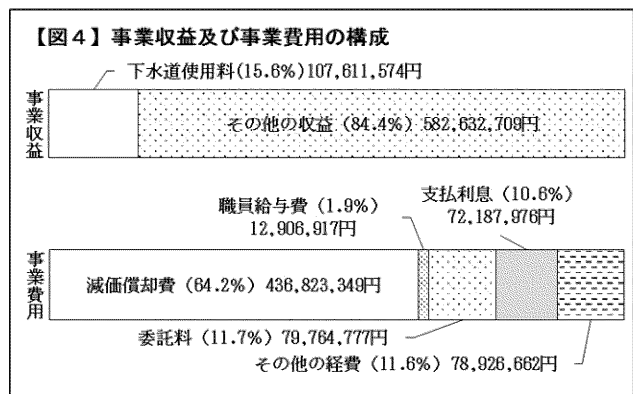 【図４】事業収益及び事業費用の構成
下水道使用料(15.6%)107,611,574円
事業収益
その他の収益（84.4%）582,632,709円
職員給与費（1.9%）
12,906,917円
支払利息（10.6%）
72,187,976円
事業費用
減価償却費（64.2%）436,823,349円
委託料（11.7%）79,764,777円
その他の経費（11.6%）78,926,662円